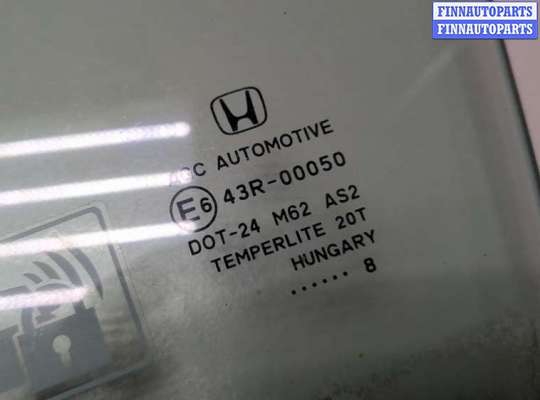 FINNAUTOPARTS
FINNAUTOPARTS
AGC AUTOMOTIVE
E6 43R-00050
DOT-24 M62 AS2
TEMPERLITE 20T
HUNGARY
...... 8